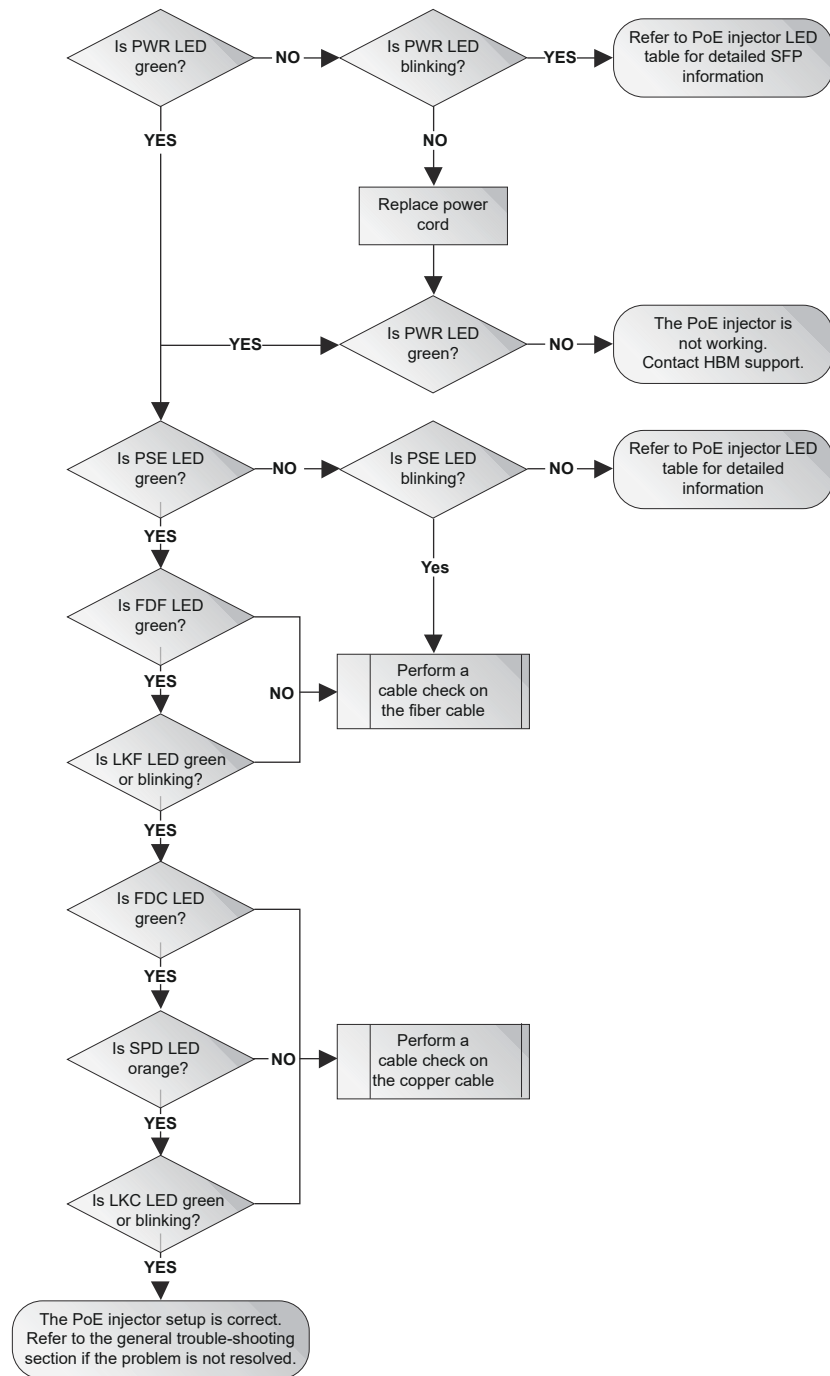 Is PWR LED
green?
NO
Is PWR LED
blinking?
YES
Refer to PoE injector LED
table for detailed SFP
information
YES
NO
Replace power
cord
YES
Is PWR LED
green?
NO
The PoE injector is
not working.
Contact HBM support.
Is PSE LED
green?
NO
Is PSE LED
blinking?
NO
Refer to PoE injector LED
table for detailed
information
YES
Yes
Is FDF LED
green?
YES
NO
Perform a
cable check on
the fiber cable
Is LKF LED green
or blinking?
YES
Is FDC LED
green?
YES
Is SPD LED
orange?
NO
Perform a
cable check on
the copper cable
YES
Is LKC LED green
or blinking?
YES
The PoE injector setup is correct.
Refer to the general trouble-shooting
section if the problem is not resolved.